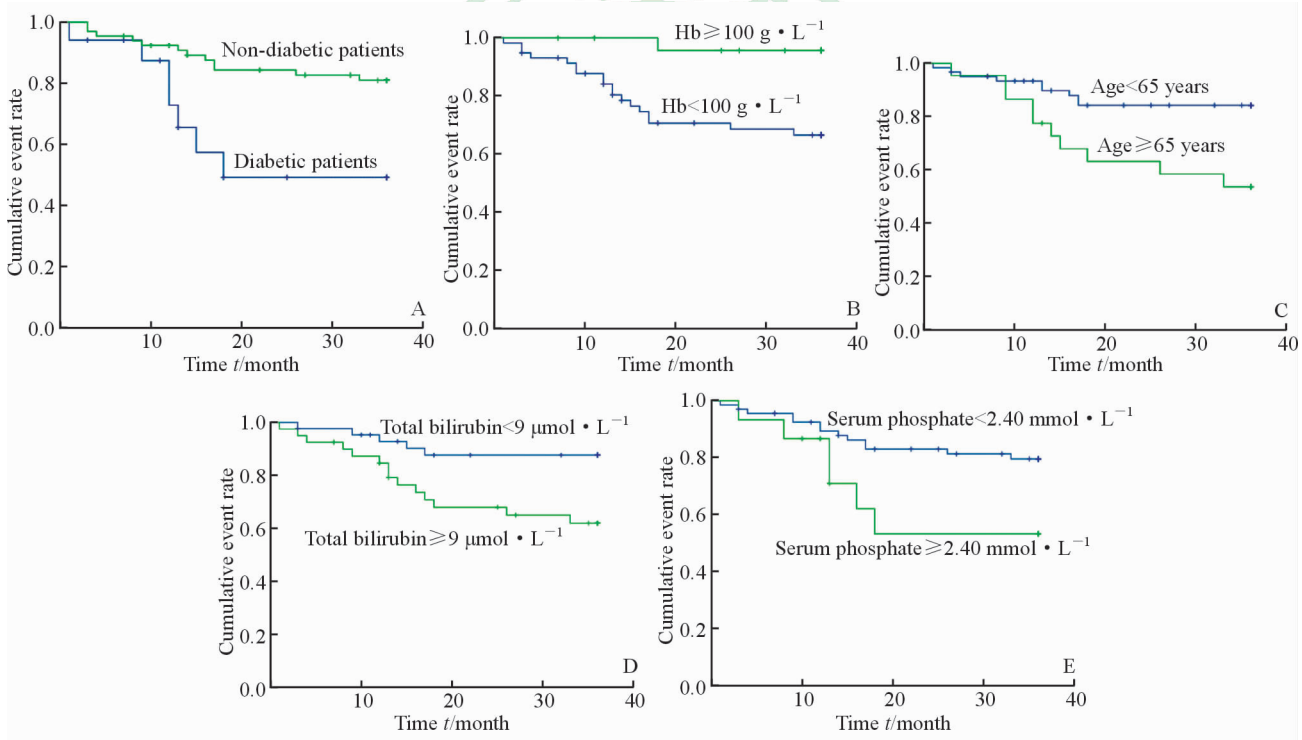 Cumulative event rate
1.0
0.8
0.6
0.4
0.2
0.0
Non-diabetic patients
Diabetic patients
A
10
20
30
40
Time t/month
Cumulative event rate
1.0
0.8
0.6
0.4
0.2
0.0
Hb≥100 g • L⁻¹
Hb<100 g • L⁻¹
B
10
20
30
40
Time t/month
Cumulative event rate
1.0
0.8
0.6
0.4
0.2
0.0
Age<65 years
Age≥65 years
C
10
20
30
40
Time t/month
Cumulative event rate
1.0
0.8
0.6
0.4
0.2
0.0
Total bilirubin<9 μmol • L⁻¹
Total bilirubin≥9 μmol • L⁻¹
D
10
20
30
40
Time t/month
Cumulative event rate
1.0
0.8
0.6
0.4
0.2
0.0
Serum phosphate<2.40 mmol • L⁻¹
Serum phosphate≥2.40 mmol • L⁻¹
E
10
20
30
40
Time t/month